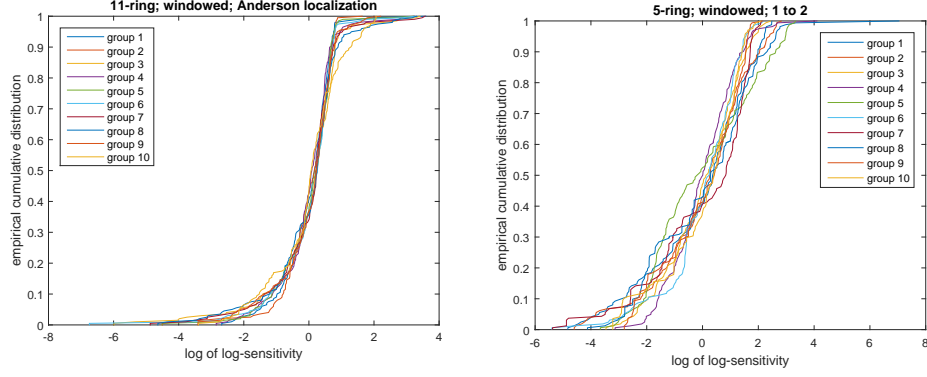 11-ring; windowed; Anderson localization
1
0.9
0.8
0.7
0.6
0.5
0.4
0.3
0.2
0.1
0
empirical cumulative distribution
group 1
group 2
group 3
group 4
group 5
group 6
group 7
group 8
group 9
group 10
-8
-6
-4
-2
0
2
4
log of log-sensitivity
5-ring; windowed; 1 to 2
1
0.9
0.8
0.7
0.6
0.5
0.4
0.3
0.2
0.1
0
empirical cumulative distribution
group 1
group 2
group 3
group 4
group 5
group 6
group 7
group 8
group 9
group 10
-6
-4
-2
0
2
4
6
8
log of log-sensitivity